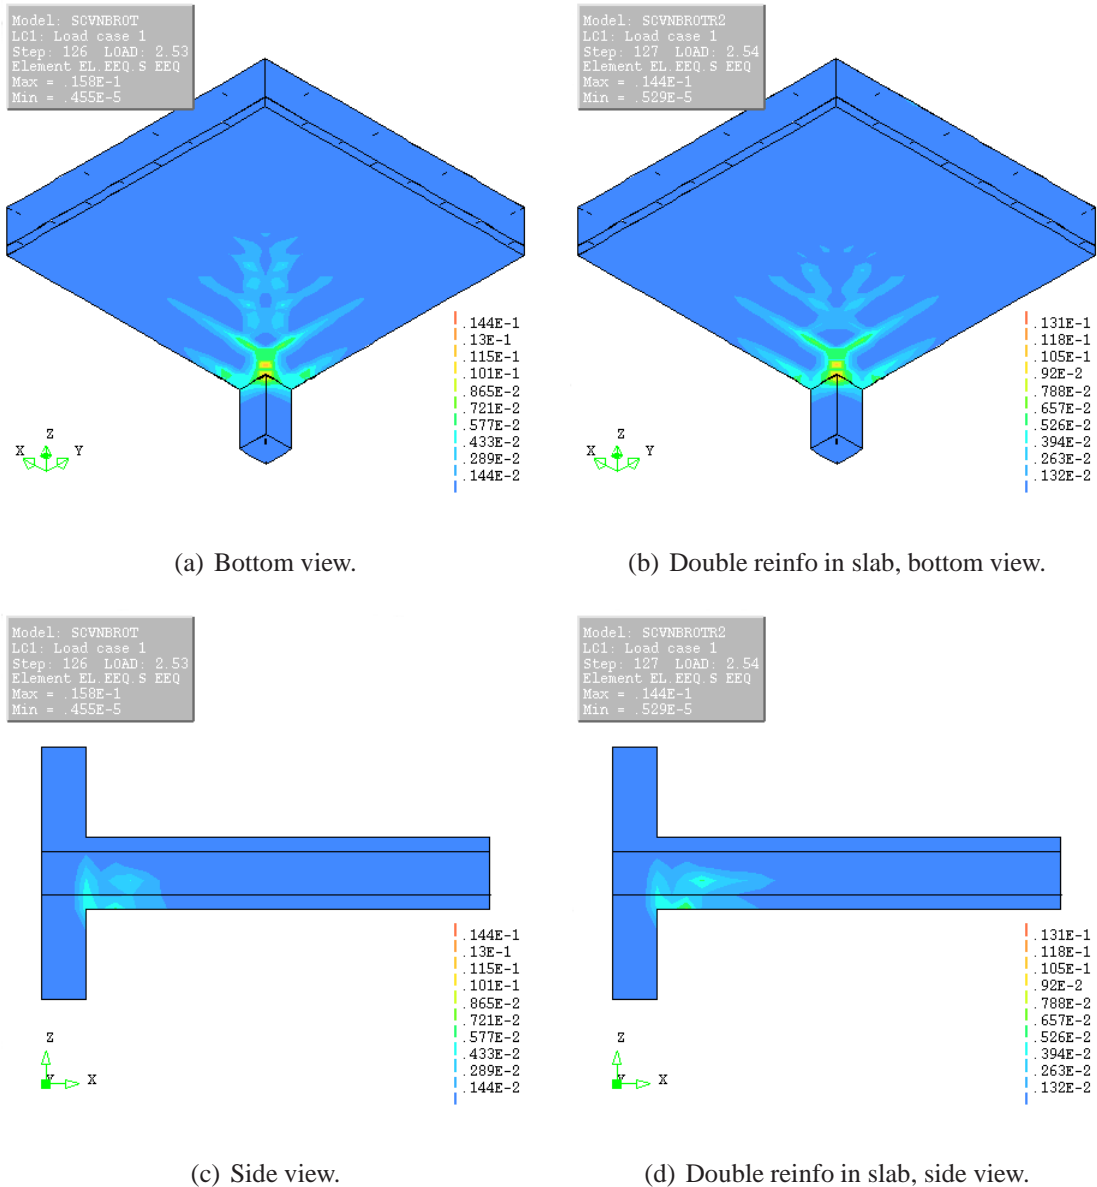 Model: SCVNBROT
LC1: Load case 1
Step: 126 LOAD: 2.53
Element EL.EEQ.S EEQ
Max = .158E-1
Min = .455E-5
.144E-1
.13E-1
.115E-1
.101E-1
.865E-2
.721E-2
.577E-2
.433E-2
.289E-2
.144E-2
Z
X Y
(a) Bottom view.
Model: SCVNBROTR2
LC1: Load case 1
Step: 127 LOAD: 2.54
Element EL.EEQ.S EEQ
Max = .144E-1
Min = .529E-5
.131E-1
.118E-1
.105E-1
.92E-2
.788E-2
.657E-2
.526E-2
.394E-2
.263E-2
.132E-2
Z
X Y
(b) Double reinfo in slab, bottom view.
Model: SCVNBROT
LC1: Load case 1
Step: 126 LOAD: 2.53
Element EL.EEQ.S EEQ
Max = .158E-1
Min = .455E-5
.144E-1
.13E-1
.115E-1
.101E-1
.865E-2
.721E-2
.577E-2
.433E-2
.289E-2
.144E-2
Z
Y X
(c) Side view.
Model: SCVNBROTR2
LC1: Load case 1
Step: 127 LOAD: 2.54
Element EL.EEQ.S EEQ
Max = .144E-1
Min = .529E-5
.131E-1
.118E-1
.105E-1
.92E-2
.788E-2
.657E-2
.526E-2
.394E-2
.263E-2
.132E-2
Z
Y X
(d) Double reinfo in slab, side view.